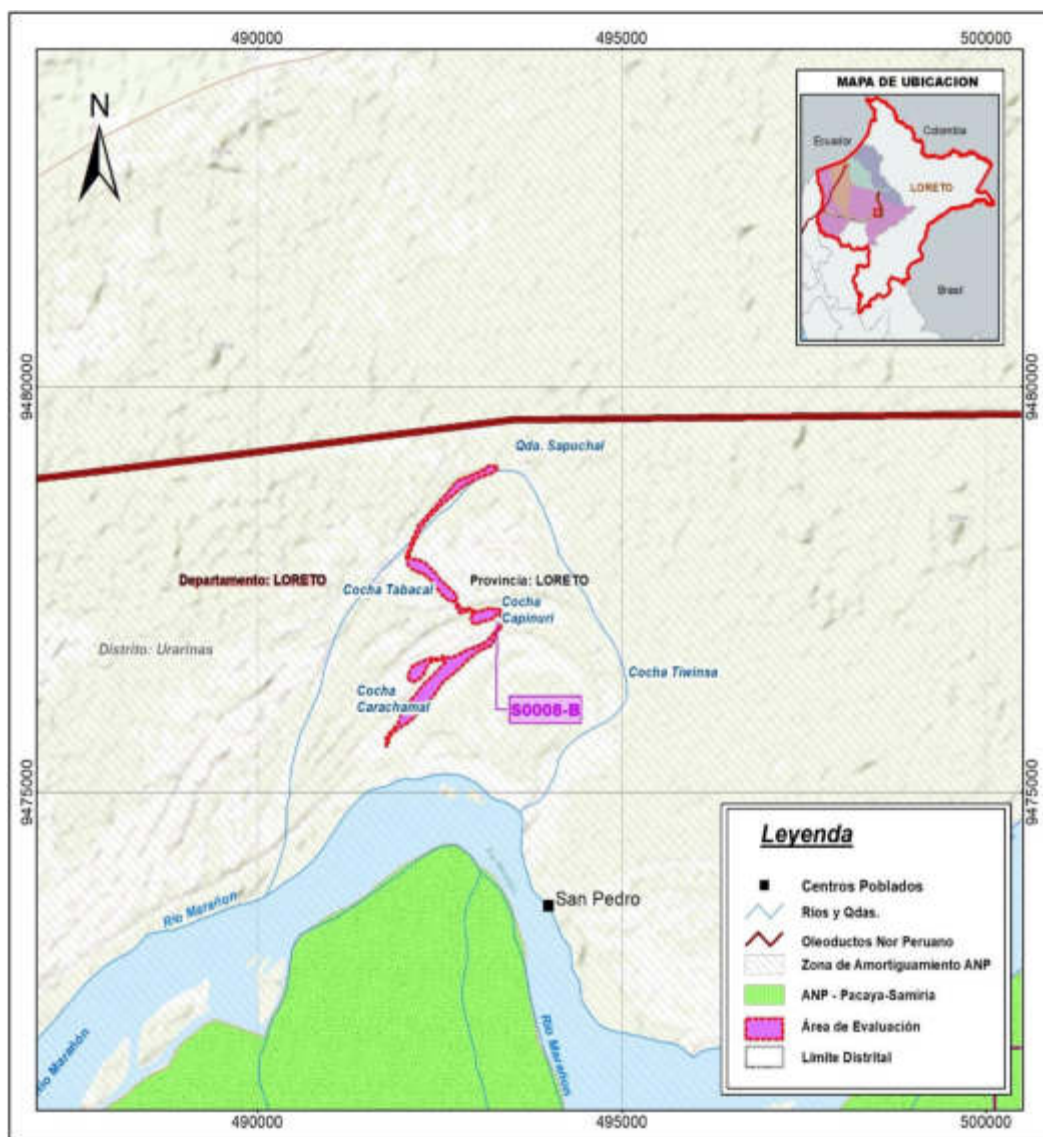 490000
495000
500000
N
MAPA DE UBICACION
Ecuador
Colombia
LORETO
Brasil
9480000
9480000
Qda. Sapuchal
Departamento: LORETO
Cocha Tabacal
Provincia: LORETO
Cocha
Capinuri
Distrito: Urarinas
Cocha Tiwinsa
Cocha
Carachamal
S0008-B
9475000
9475000
Río Marañon
San Pedro
Río Marañón
Río Marañon
Leyenda
Centros Poblados
Ríos y Qdas.
Oleoductos Nor Peruano
Zona de Amortiguamiento ANP
ANP - Pacaya-Samiria
Área de Evaluación
Límite Distrital
490000
495000
500000